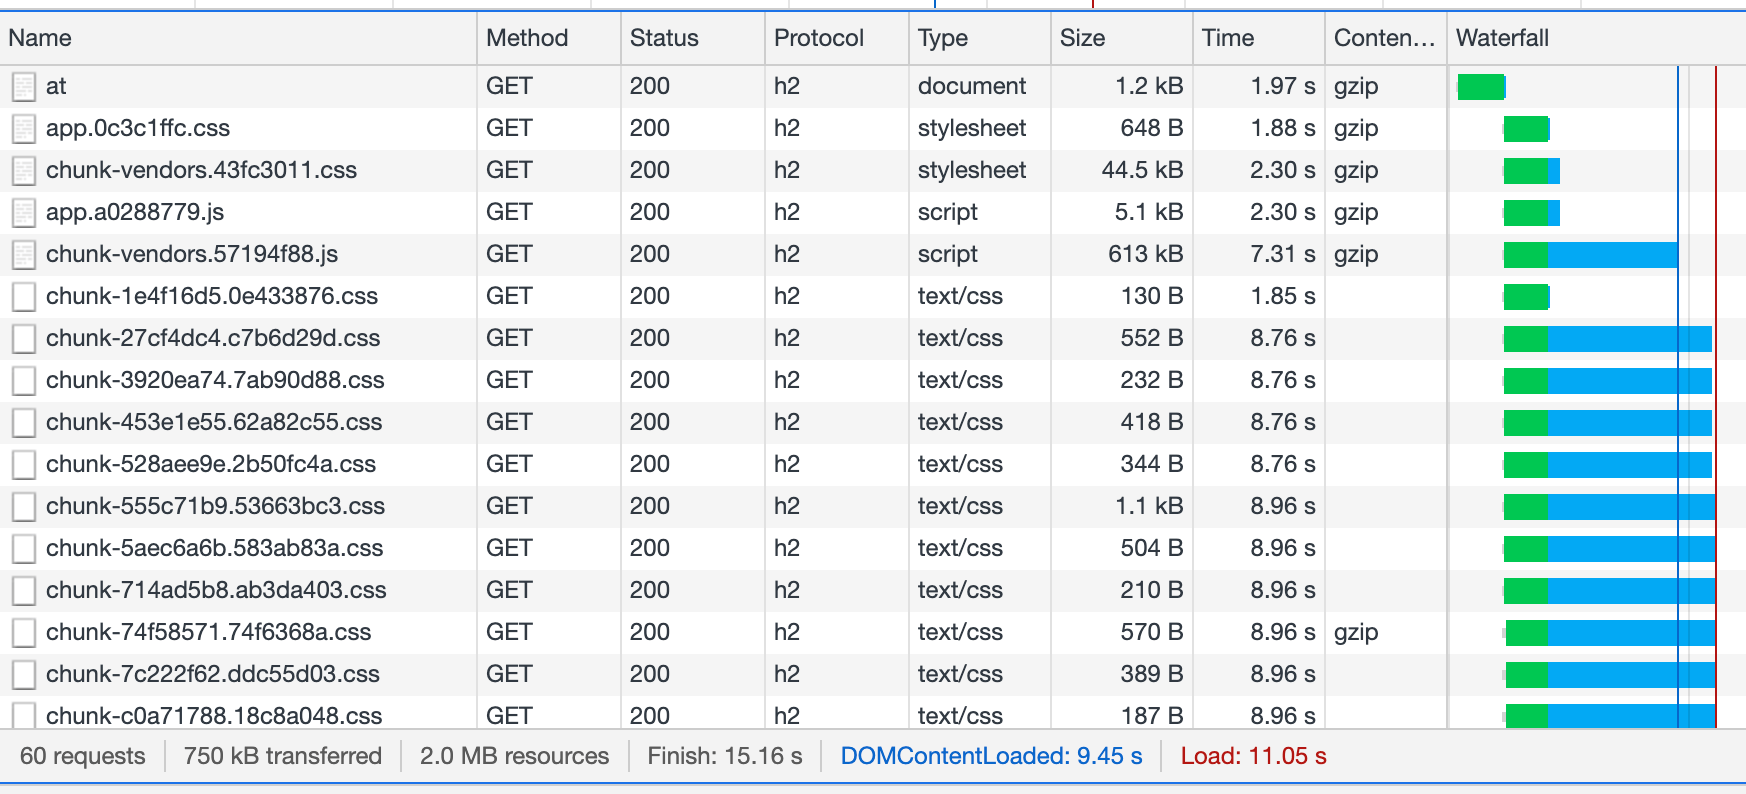 Name Method Status Protocol Type Size Time Conten... Waterfall
at GET 200 h2 document 1.2 kB 1.97 s gzip
app.0c3c1ffc.css GET 200 h2 stylesheet 648 B 1.88 s gzip
chunk-vendors.43fc3011.css GET 200 h2 stylesheet 44.5 kB 2.30 s gzip
app.a0288779.js GET 200 h2 script 5.1 kB 2.30 s gzip
chunk-vendors.57194f88.js GET 200 h2 script 613 kB 7.31 s gzip
chunk-1e4f16d5.0e433876.css GET 200 h2 text/css 130 B 1.85 s
chunk-27cf4dc4.c7b6d29d.css GET 200 h2 text/css 552 B 8.76 s
chunk-3920ea74.7ab90d88.css GET 200 h2 text/css 232 B 8.76 s
chunk-453e1e55.62a82c55.css GET 200 h2 text/css 418 B 8.76 s
chunk-528aee9e.2b50fc4a.css GET 200 h2 text/css 344 B 8.76 s
chunk-555c71b9.53663bc3.css GET 200 h2 text/css 1.1 kB 8.96 s
chunk-5aec6a6b.583ab83a.css GET 200 h2 text/css 504 B 8.96 s
chunk-714ad5b8.ab3da403.css GET 200 h2 text/css 210 B 8.96 s
chunk-74f58571.74f6368a.css GET 200 h2 text/css 570 B 8.96 s gzip
chunk-7c222f62.ddc55d03.css GET 200 h2 text/css 389 B 8.96 s
chunk-c0a71788.18c8a048.css GET 200 h2 text/css 187 B 8.96 s
60 requests 750 kB transferred 2.0 MB resources Finish: 15.16 s DOMContentLoaded: 9.45 s Load: 11.05 s